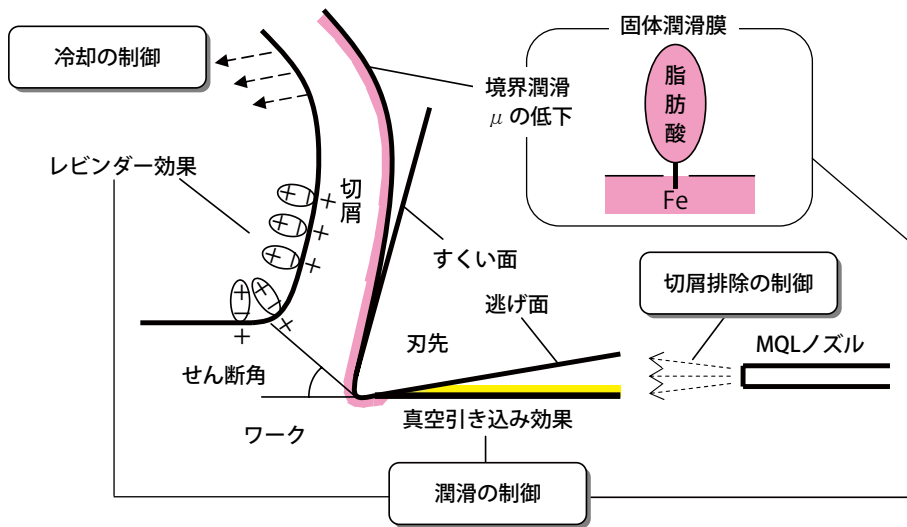 冷却の制御
固体潤滑膜
脂肪酸
Fe
境界潤滑
μの低下
レビンダー効果
切屑
すくい面
切屑排除の制御
逃げ面
MQLノズル
刃先
せん断角
真空引き込み効果
ワーク
潤滑の制御
+ −
+
+ −
+
+ −
+
+ −
+
+ −
+